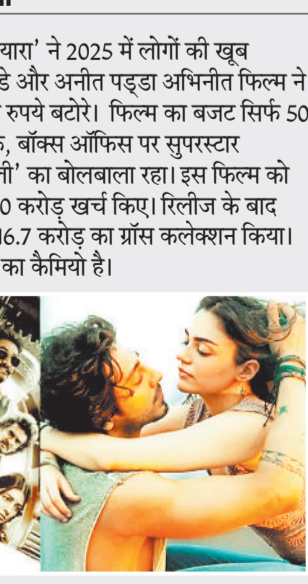 यारा’ ने 2025 में लोगों की खूब
डे और अनीत पड्डा अभिनीत फिल्म ने
रुपये बटोरे। फिल्म का बजट सिर्फ 50
बॉक्स ऑफिस पर सुपरस्टार
का बोलबाला रहा। इस फिल्म को
0 करोड़ खर्च किए। रिलीज के बाद
16.7 करोड़ का ग्रॉस कलेक्शन किया।
का कैमियो है।